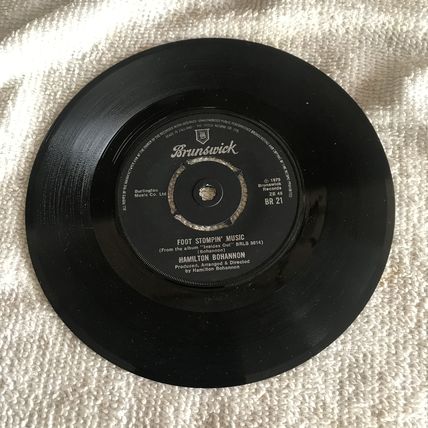 Brunswick
Burlington
Music Co. Ltd
℗ 1975
Brunswick
Records
BR 21
FOOT STOMPIN' MUSIC
(From the album "Insides Out" BRLS 3014)
(Bohannon)
HAMILTON BOHANNON
Produced, Arranged & Directed
by Hamilton Bohannon